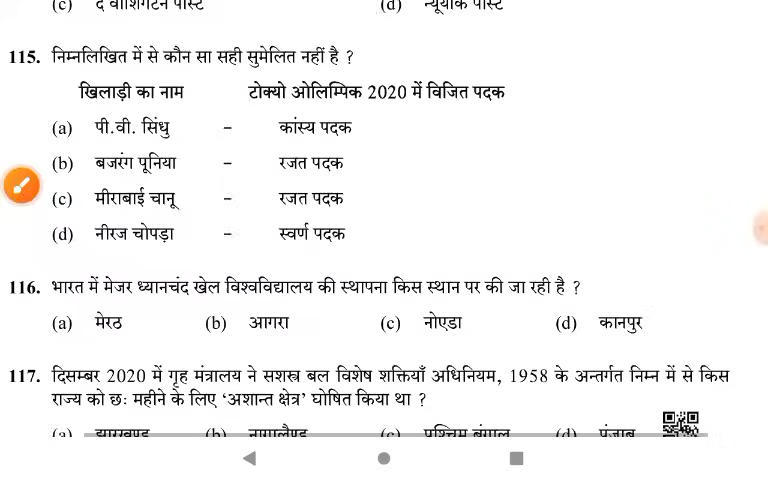 (c) द वाशिंगटन पोस्ट (d) न्यूयॉर्क पोस्ट
115. निम्नलिखित में से कौन सा सही सुमेलित नहीं है ?
खिलाड़ी का नाम टोक्यो ओलिम्पिक 2020 में विजित पदक
(a) पी.वी. सिंधु – कांस्य पदक
(b) बजरंग पूनिया – रजत पदक
(c) मीराबाई चानू – रजत पदक
(d) नीरज चोपड़ा – स्वर्ण पदक
116. भारत में मेजर ध्यानचंद खेल विश्वविद्यालय की स्थापना किस स्थान पर की जा रही है ?
(a) मेरठ (b) आगरा (c) नोएडा (d) कानपुर
117. दिसम्बर 2020 में गृह मंत्रालय ने सशस्त्र बल विशेष शक्तियाँ अधिनियम, 1958 के अन्तर्गत निम्न में से किस
राज्य को छः महीने के लिए ‘अशान्त क्षेत्र’ घोषित किया था ?
(a) झारखण्ड (b) नागालैण्ड (c) पश्चिम बंगाल (d) पंजाब